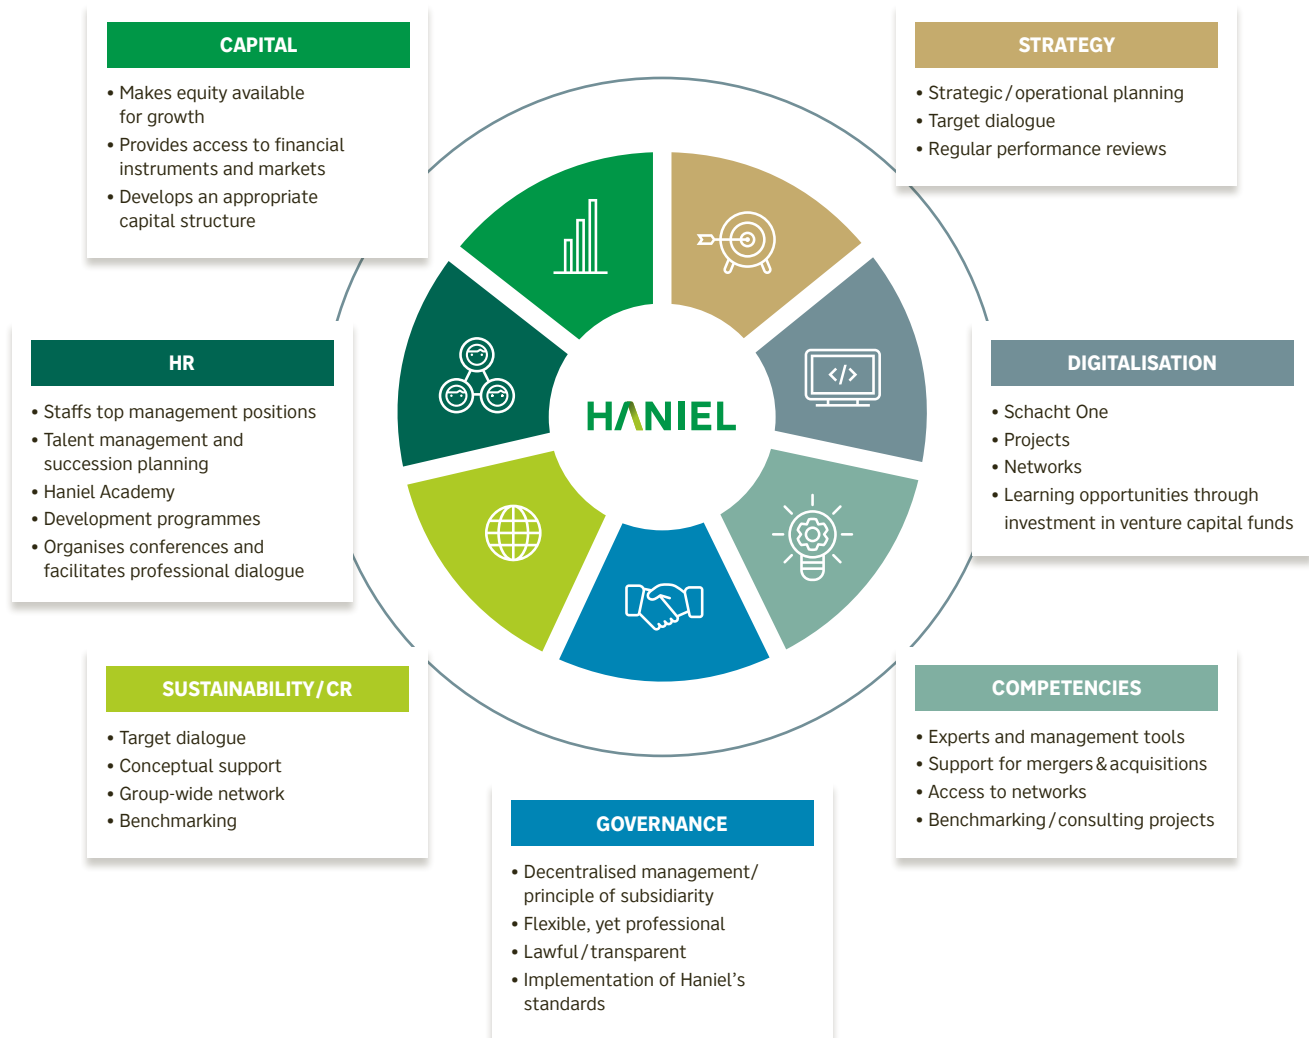 CAPITAL
• Makes equity available
for growth
• Provides access to financial
instruments and markets
• Develops an appropriate
capital structure
STRATEGY
• Strategic/operational planning
• Target dialogue
• Regular performance reviews
HR
• Staffs top management positions
• Talent management and
succession planning
• Haniel Academy
• Development programmes
• Organises conferences and
facilitates professional dialogue
</>
HANIEL
DIGITALISATION
• Schacht One
• Projects
• Networks
• Learning opportunities through
investment in venture capital funds
SUSTAINABILITY/CR
• Target dialogue
• Conceptual support
• Group-wide network
• Benchmarking
COMPETENCIES
• Experts and management tools
• Support for mergers & acquisitions
• Access to networks
• Benchmarking/consulting projects
GOVERNANCE
• Decentralised management/
principle of subsidiarity
• Flexible, yet professional
• Lawful/transparent
• Implementation of Haniel's
standards